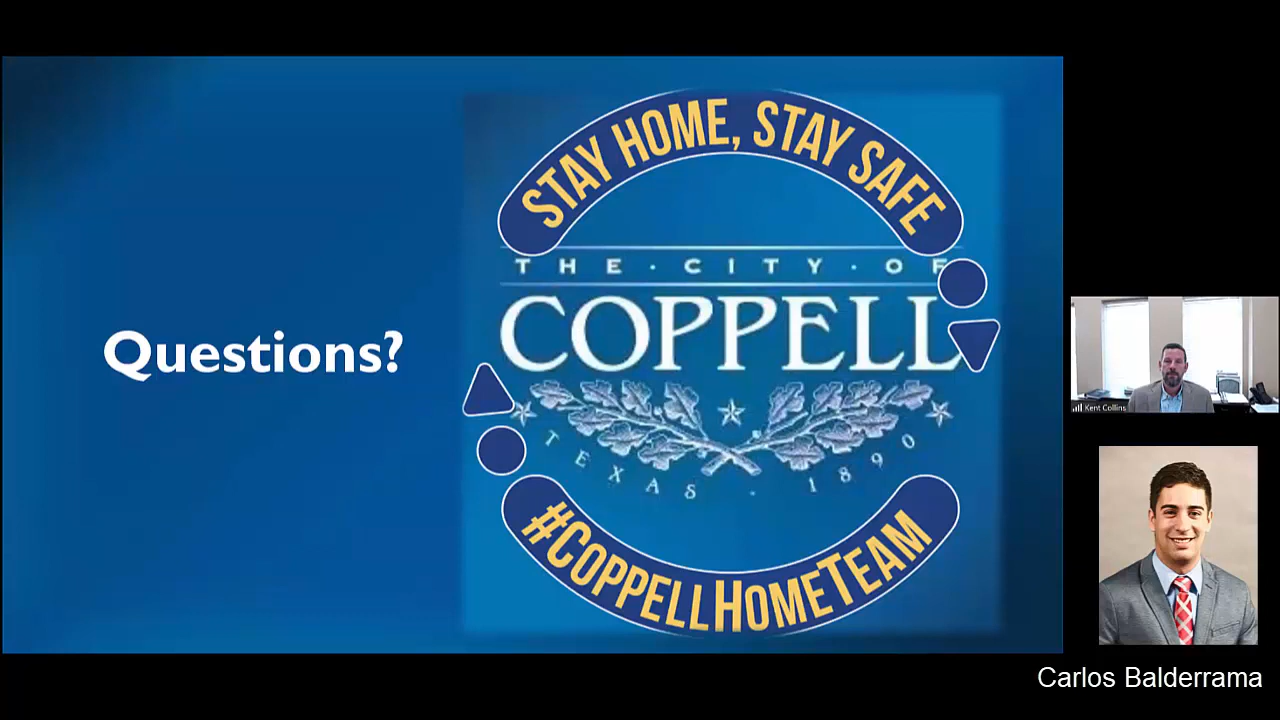 Questions?
STAY HOME, STAY SAFE
THE · CITY · OF
COPPELL
TEXAS · 1890
#COPPELLHOMETEAM
Kent Collins
Carlos Balderrama